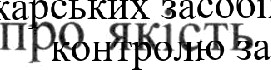 карських засобі
про якість
контролю за